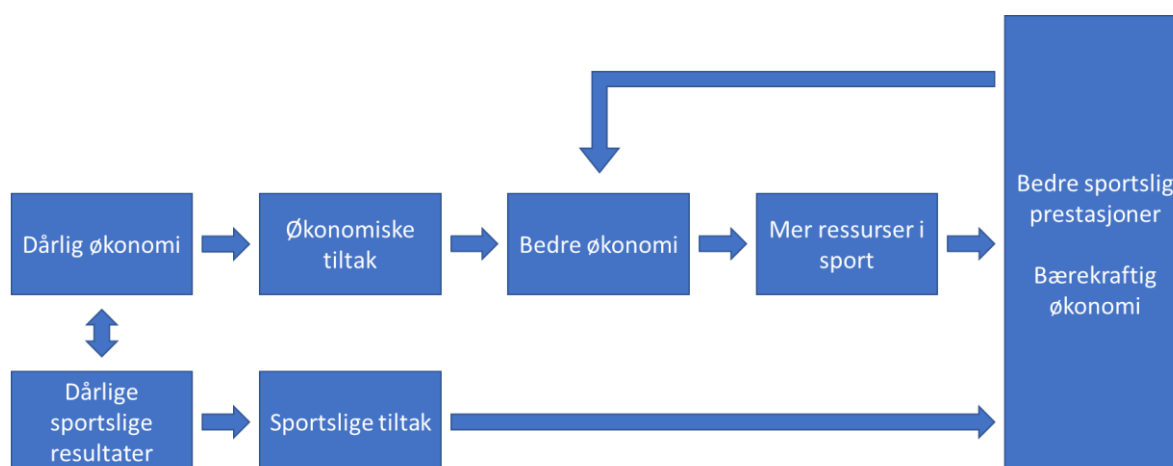 Dårlig økonomi
Økonomiske
tiltak
Bedre økonomi
Mer ressurser i
sport
Bedre sportslig
prestasjoner
Bærekraftig
økonomi
Dårlige
sportslige
resultater
Sportslige tiltak